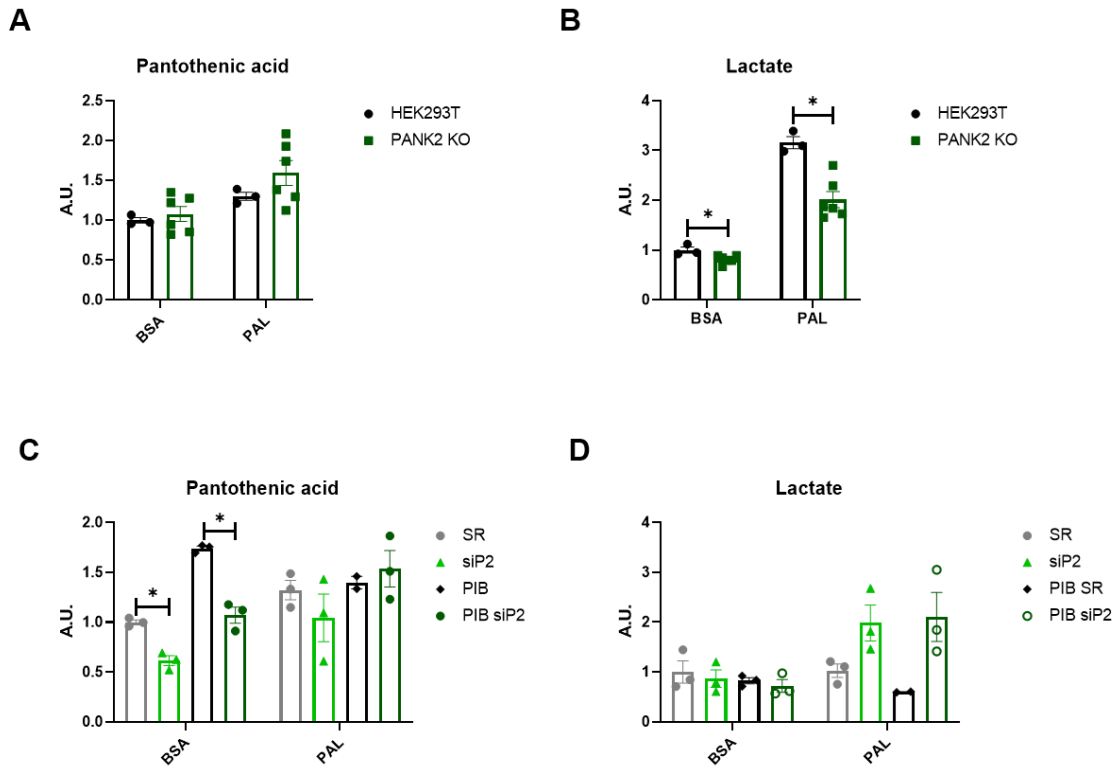 A
Pantothenic acid
A.U.
2.5
2.0
1.5
1.0
0.5
0.0
BSA
PAL
HEK293T
PANK2 KO
B
Lactate
A.U.
4
3
2
1
0
*
*
BSA
PAL
HEK293T
PANK2 KO
C
Pantothenic acid
A.U.
2.0
1.5
1.0
0.5
0.0
*
*
BSA
PAL
SR
siP2
PIB
PIB siP2
D
Lactate
A.U.
4
3
2
1
0
BSA
PAL
SR
siP2
PIB SR
PIB siP2